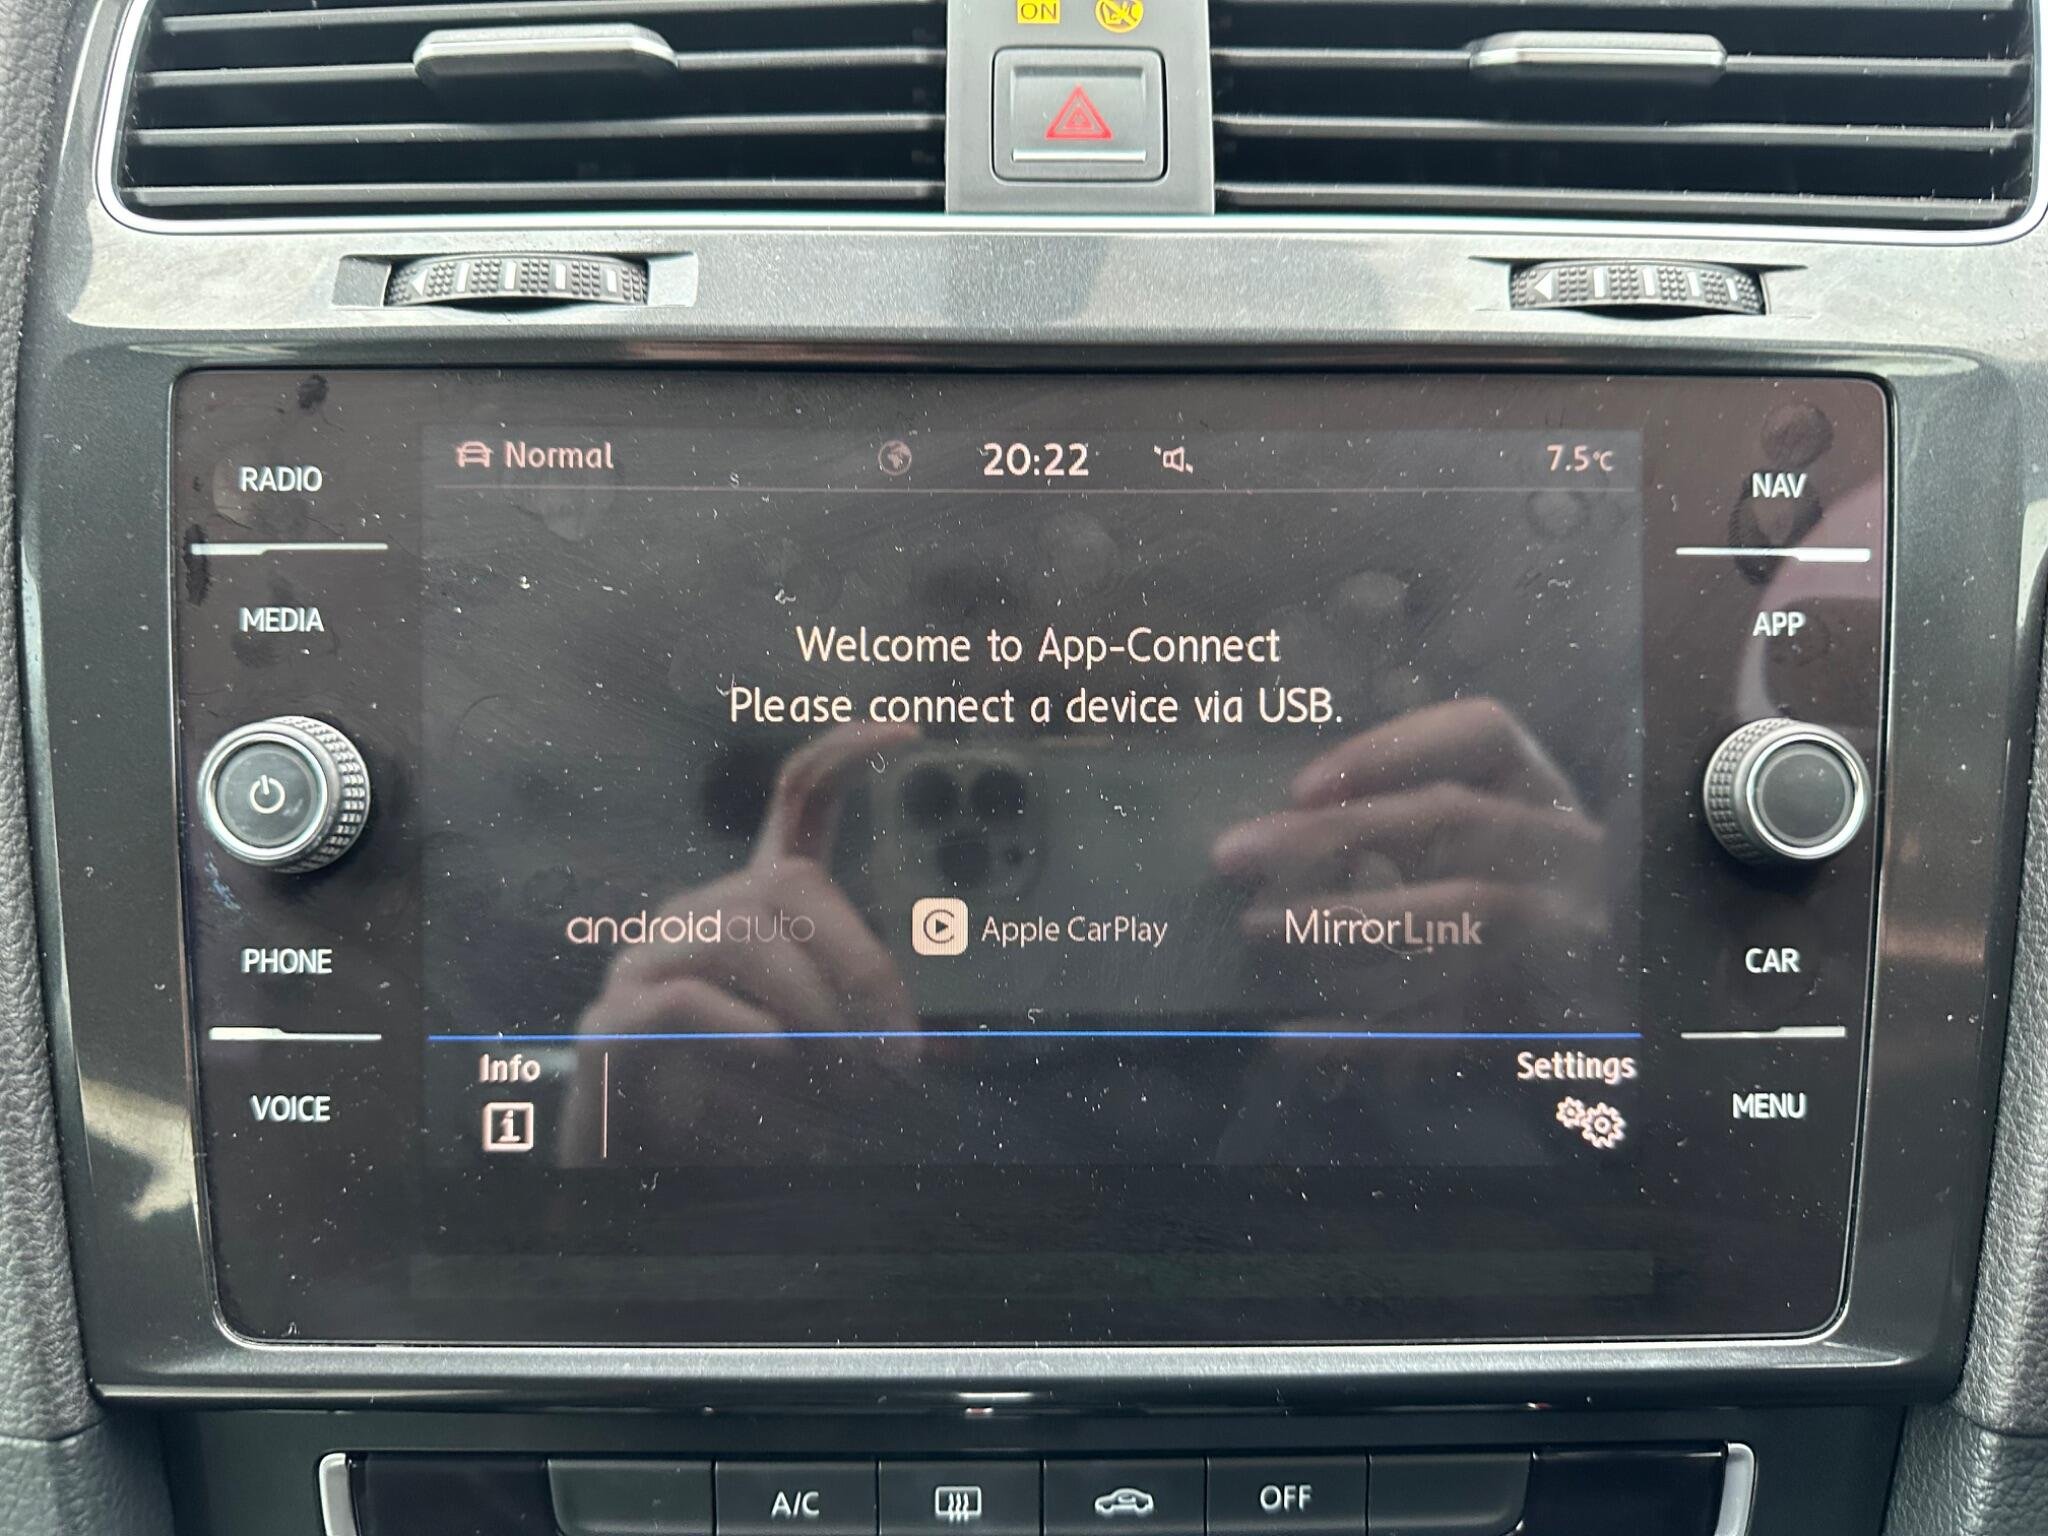 ON
Normal 20:22 7.5°C
RADIO
NAV
MEDIA
APP
Welcome to App-Connect
Please connect a device via USB.
androidauto Apple CarPlay MirrorLink
PHONE
CAR
Info Settings
VOICE
MENU
A/C OFF